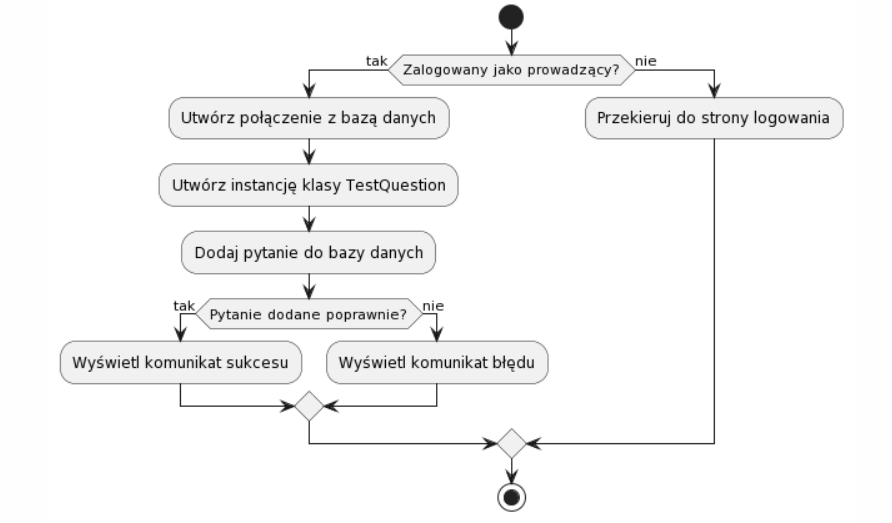 tak
Zalogowany jako prowadzący?
nie
Utwórz połączenie z bazą danych
Przekieruj do strony logowania
Utwórz instancję klasy TestQuestion
Dodaj pytanie do bazy danych
tak
Pytanie dodane poprawnie?
nie
Wyświetl komunikat sukcesu
Wyświetl komunikat błędu